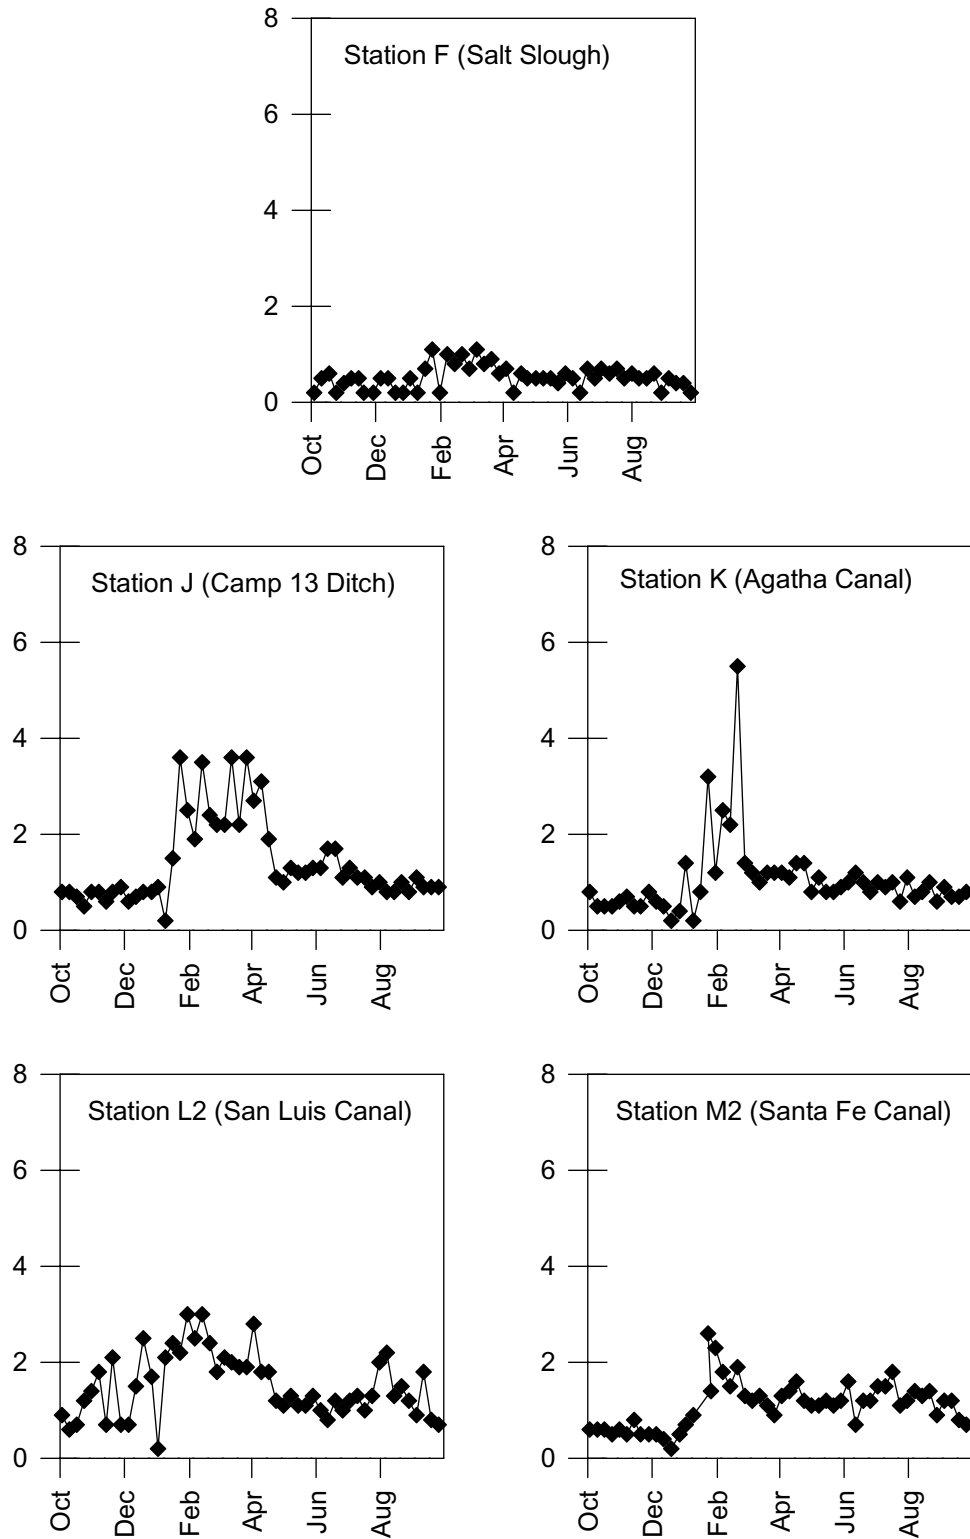 Station F (Salt Slough)
8
6
4
2
0
Oct
Dec
Feb
Apr
Jun
Aug
Station J (Camp 13 Ditch)
8
6
4
2
0
Oct
Dec
Feb
Apr
Jun
Aug
Station K (Agatha Canal)
8
6
4
2
0
Oct
Dec
Feb
Apr
Jun
Aug
Station L2 (San Luis Canal)
8
6
4
2
0
Oct
Dec
Feb
Apr
Jun
Aug
Station M2 (Santa Fe Canal)
8
6
4
2
0
Oct
Dec
Feb
Apr
Jun
Aug